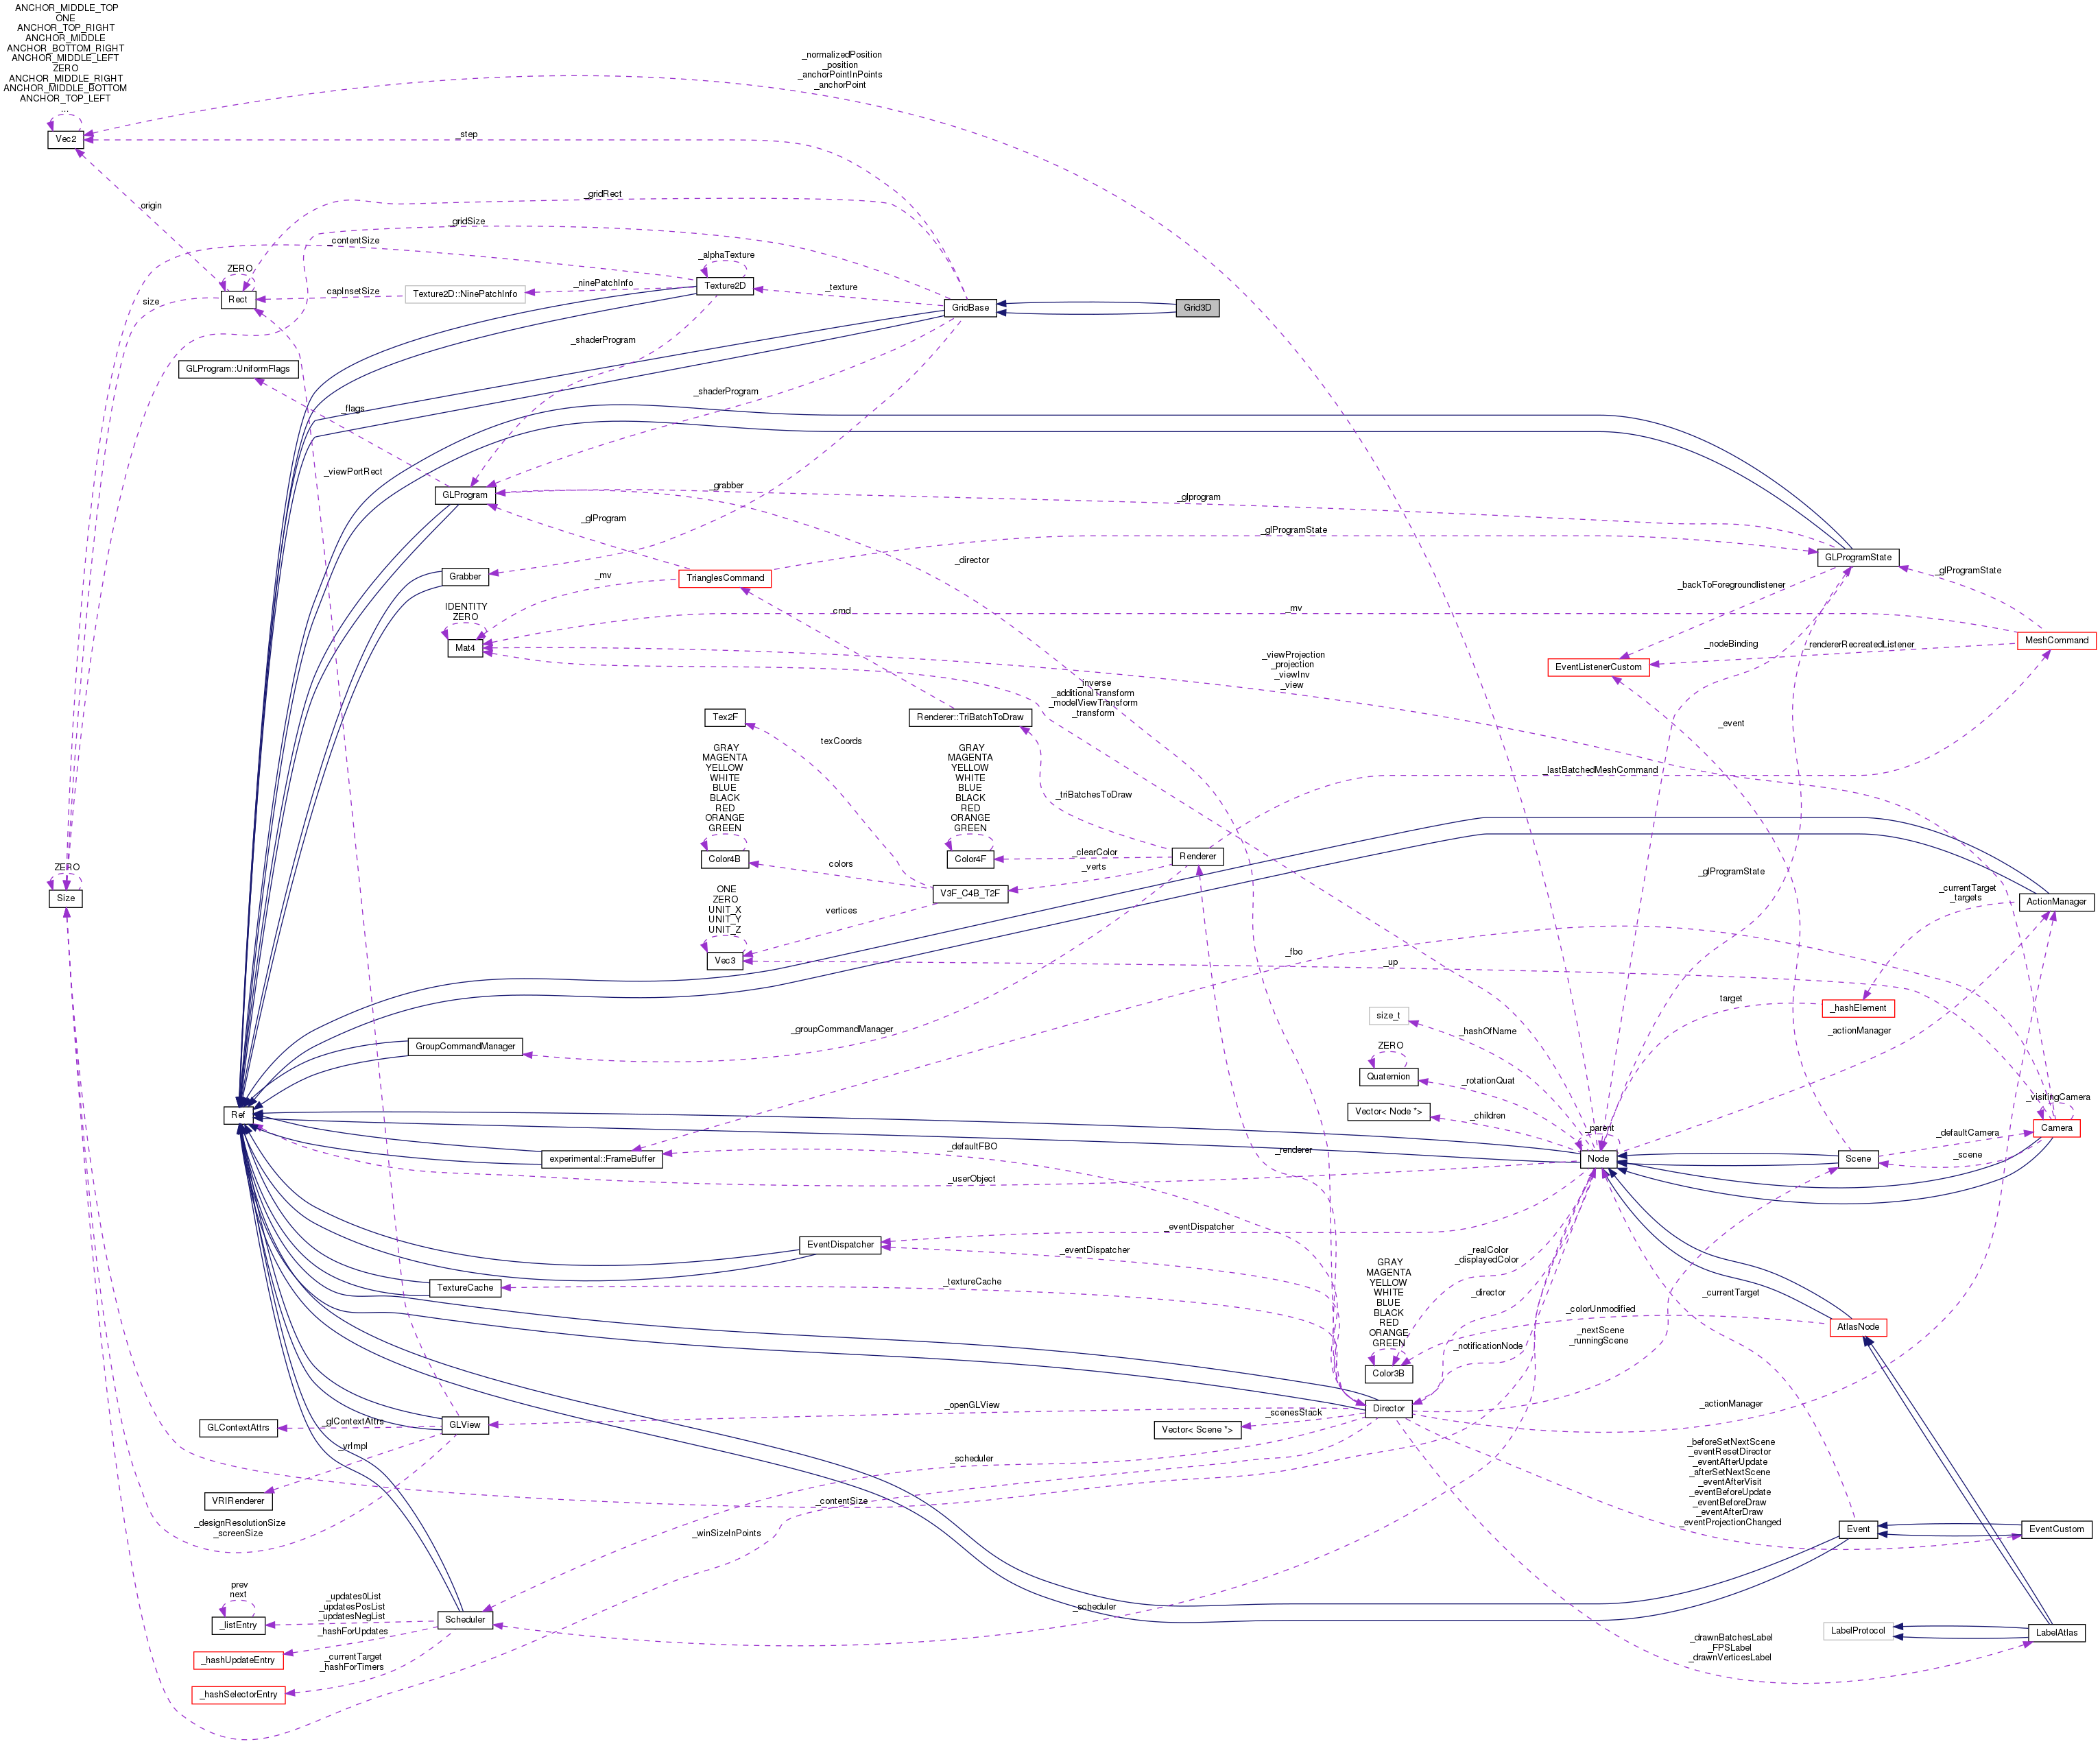 ANCHOR_MIDDLE_TOP
ONE
ANCHOR_TOP_RIGHT
ANCHOR_MIDDLE
ANCHOR_BOTTOM_RIGHT
ANCHOR_MIDDLE_LEFT
ZERO
ANCHOR_MIDDLE_RIGHT
ANCHOR_MIDDLE_BOTTOM
ANCHOR_TOP_LEFT
...
Vec2
_normalizedPosition
_position
_anchorPointInPoints
_anchorPoint
_step
origin
_gridRect
_gridSize
_contentSize
ZERO
Rect
size
capInsetSize
Texture2D::NinePatchInfo
_ninePatchInfo
_alphaTexture
Texture2D
_texture
GridBase
Grid3D
_shaderProgram
GLProgram::UniformFlags
_flags
_shaderProgram
_viewPortRect
GLProgram
_grabber
_glprogram
_glProgram
_glProgramState
_director
GLProgramState
Grabber
_mv
TrianglesCommand
_backToForegroundlistener
_glProgramState
IDENTITY
ZERO
Mat4
cmd
_mv
MeshCommand
_nodeBinding
_rendererRecreatedListener
EventListenerCustom
_viewProjection
_projection
_viewInv
_view
_inverse
_additionalTransform
_modelViewTransform
_transform
Tex2F
Renderer::TriBatchToDraw
_event
texCoords
GRAY
MAGENTA
YELLOW
WHITE
BLUE
BLACK
RED
ORANGE
GREEN
Color4B
GRAY
MAGENTA
YELLOW
WHITE
BLUE
BLACK
RED
ORANGE
GREEN
Color4F
_triBatchesToDraw
_lastBatchedMeshCommand
colors
_clearColor
_verts
Renderer
V3F_C4B_T2F
_glProgramState
ZERO
Size
ONE
ZERO
UNIT_X
UNIT_Y
UNIT_Z
Vec3
vertices
_currentTarget
_targets
ActionManager
_fbo
_up
target
_hashElement
size_t
_hashOfName
_groupCommandManager
GroupCommandManager
_actionManager
ZERO
Quaternion
_rotationQuat
Ref
Vector< Node *>
_children
_parent
_visitingCamera
Camera
_defaultCamera
_scene
Scene
experimental::FrameBuffer
_defaultFBO
_renderer
Node
_userObject
_eventDispatcher
EventDispatcher
_eventDispatcher
_realColor
_displayedColor
TextureCache
_textureCache
GRAY
MAGENTA
YELLOW
WHITE
BLUE
BLACK
RED
ORANGE
GREEN
Color3B
_director
_currentTarget
_colorUnmodified
AtlasNode
_notificationNode
_nextScene
_runningScene
Director
_openGLView
GLContextAttrs
_glContextAttrs
GLView
_scenesStack
Vector< Scene *>
_actionManager
_vrImpl
_scheduler
VRIRenderer
_contentSize
_beforeSetNextScene
_eventResetDirector
_eventAfterUpdate
_afterSetNextScene
_eventAfterVisit
_eventBeforeUpdate
_eventBeforeDraw
_eventAfterDraw
_eventProjectionChanged
_designResolutionSize
_screenSize
_winSizeInPoints
Event
EventCustom
prev
next
_listEntry
_updates0List
_updatesPosList
_updatesNegList
Scheduler
_scheduler
_hashForUpdates
_hashUpdateEntry
_currentTarget
_hashForTimers
_hashSelectorEntry
LabelProtocol
LabelAtlas
_drawnBatchesLabel
_FPSLabel
_drawnVerticesLabel